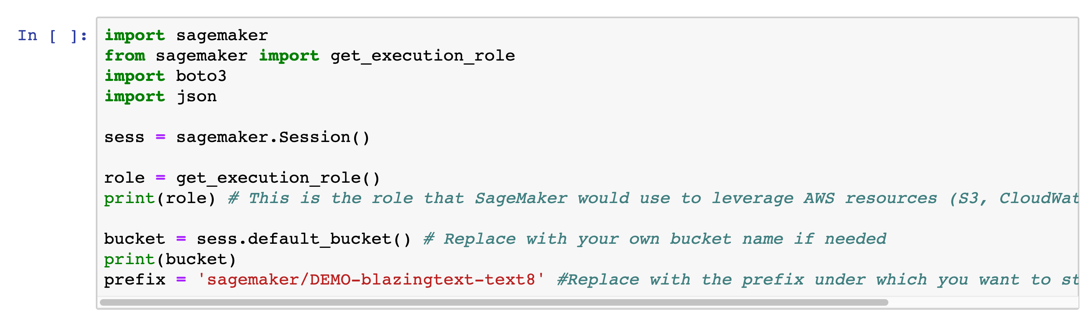 In [ ]:
import sagemaker
from sagemaker import get_execution_role
import boto3
import json
sess = sagemaker.Session()
role = get_execution_role()
print(role) # This is the role that SageMaker would use to leverage AWS resources (S3, CloudWat
bucket = sess.default_bucket() # Replace with your own bucket name if needed
print(bucket)
prefix = 'sagemaker/DEMO-blazingtext-text8' #Replace with the prefix under which you want to st